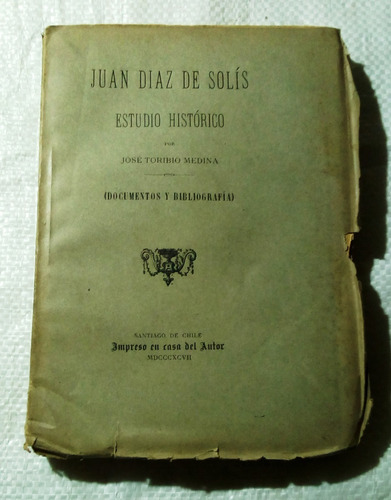 JUAN DIAZ DE SOLÍS
ESTUDIO HISTÓRICO
POR
JOSE TORIBIO MEDINA
(DOCUMENTOS Y BIBLIOGRAFÍA)
SANTIAGO DE CHILE
Impreso en casa del Autor
MDCCCXCVII